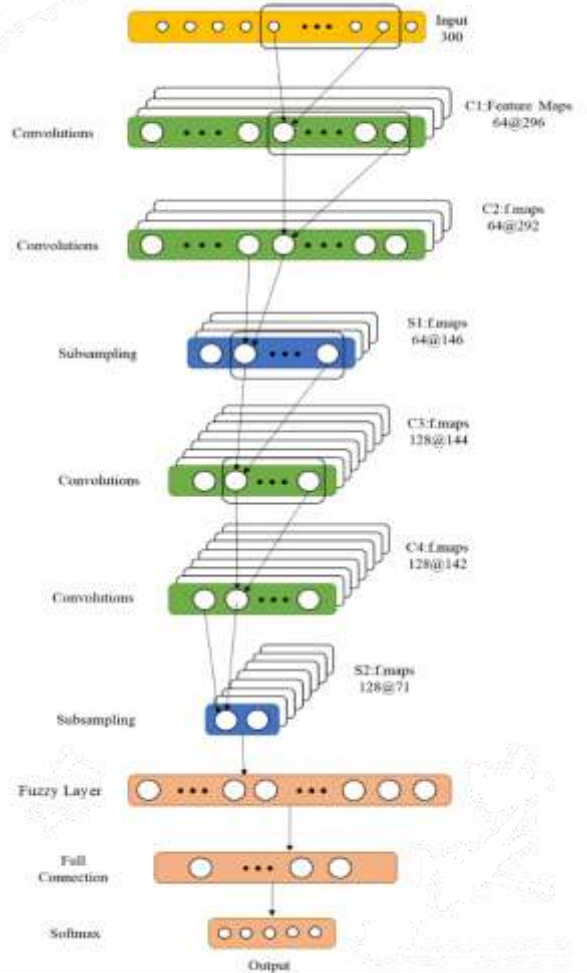 Input
300
C1:Feature Maps
64@296
Convolutions
C2:f.maps
64@292
Convolutions
S1:f.maps
64@146
Subsampling
C3:f.maps
128@144
Convolutions
C4:f.maps
128@142
Convolutions
S2:f.maps
128@71
Subsampling
Fuzzy Layer
Full
Connection
Softmax
Output